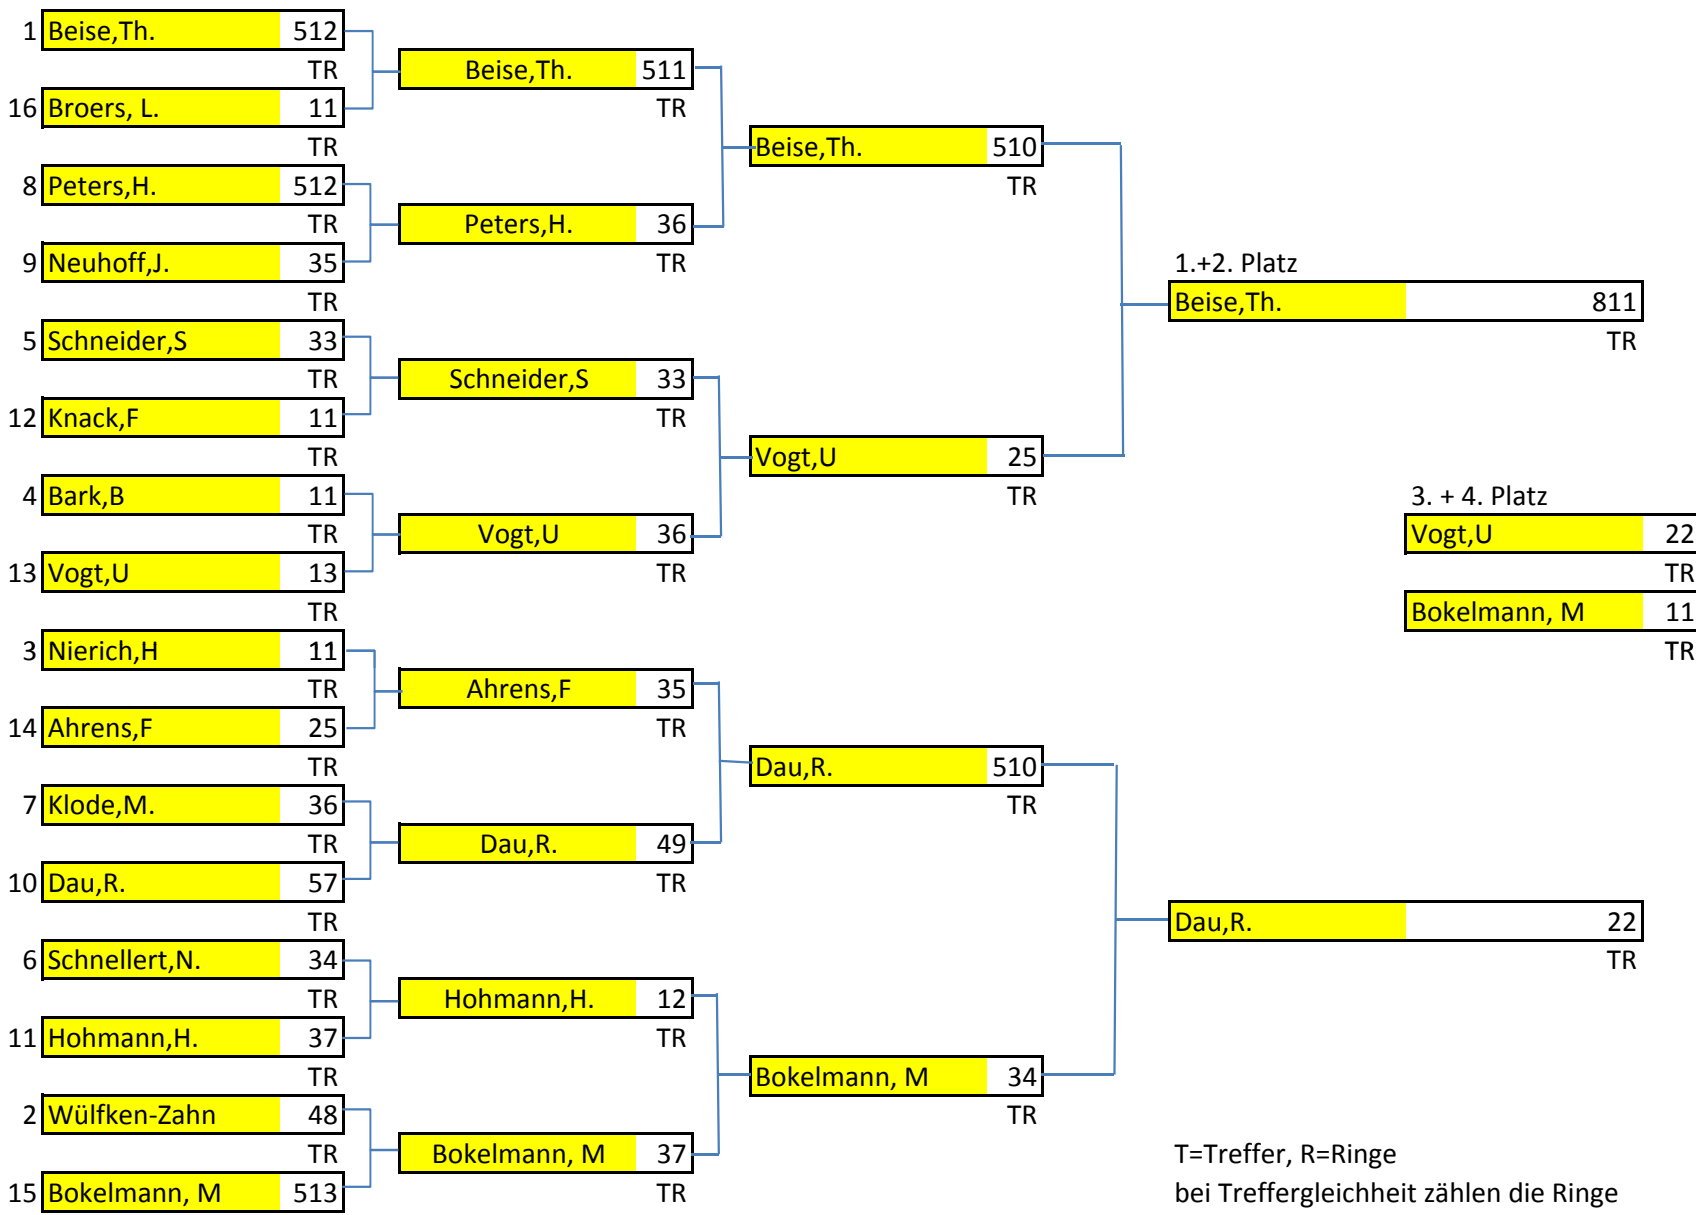 1 Beise,Th. 512
TR
Beise,Th. 511
16 Broers, L. 11
TR
TR
Beise,Th. 510
8 Peters,H. 512
TR
TR
Peters,H. 36
9 Neuhoff,J. 35
TR
1.+2. Platz
TR
Beise,Th. 811
5 Schneider,S 33
TR
TR
Schneider,S 33
12 Knack,F 11
TR
TR
Vogt,U 25
4 Bark,B 11
TR
3. + 4. Platz
TR
Vogt,U 36
Vogt,U 22
13 Vogt,U 13
TR
TR
TR
Bokelmann, M 11
3 Nierich,H 11
TR
TR
Ahrens,F 35
14 Ahrens,F 25
TR
TR
Dau,R. 510
7 Klode,M. 36
TR
TR
Dau,R. 49
10 Dau,R. 57
TR
TR
Dau,R. 22
6 Schnellert,N. 34
TR
TR
Hohmann,H. 12
11 Hohmann,H. 37
TR
TR
Bokelmann, M 34
2 Wülfken-Zahn 48
TR
TR
Bokelmann, M 37
T=Treffer, R=Ringe
15 Bokelmann, M 513
TR
bei Treffergleichheit zählen die Ringe